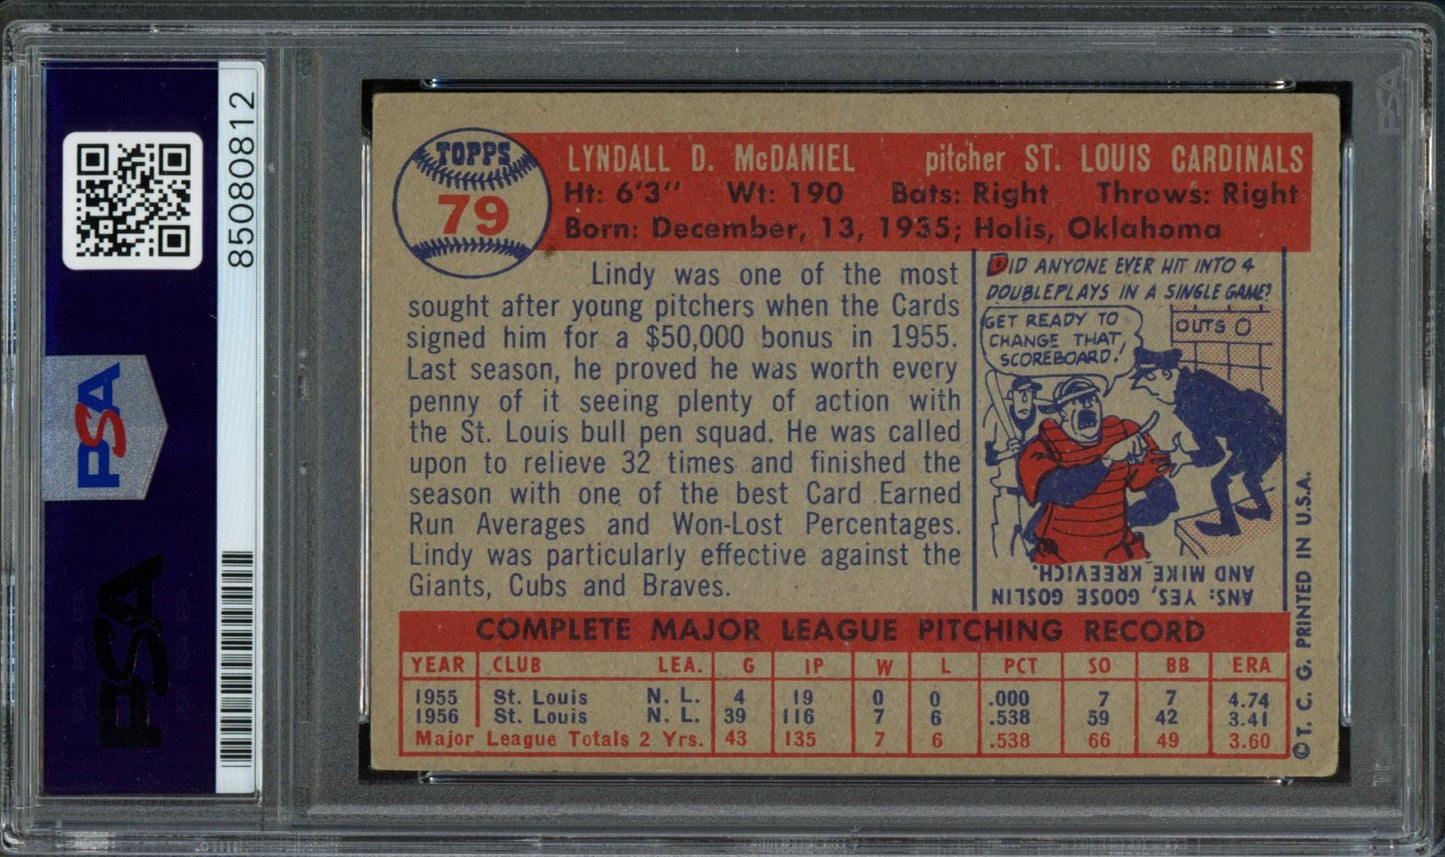 85080812
PSA
PSA
PSA
TOPPS
79
LYNDALL D. McDANIEL pitcher ST. LOUIS CARDINALS
Ht: 6'3" Wt: 190 Bats: Right Throws: Right
Born: December, 13, 1935; Holis, Oklahoma
Lindy was one of the most
sought after young pitchers when the Cards
signed him for a $50,000 bonus in 1955.
Last season, he proved he was worth every
penny of it seeing plenty of action with
the St. Louis bull pen squad. He was called
upon to relieve 32 times and finished the
season with one of the best Card Earned
Run Averages and Won-Lost Percentages.
Lindy was particularly effective against the
Giants, Cubs and Braves.
DID ANYONE EVER HIT INTO 4
DOUBLEPLAYS IN A SINGLE GAME?
GET READY TO
CHANGE THAT
SCOREBOARD!
OUTS 0
ANS: YES, GOOSE GOSLIN
AND MIKE KREEVICH.
COMPLETE MAJOR LEAGUE PITCHING RECORD
YEAR CLUB LEA. G IP W L PCT SO BB ERA
1955 St. Louis N. L. 4 19 0 0 .000 7 7 4.74
1956 St. Louis N. L. 39 116 7 6 .538 59 42 3.41
Major League Totals 2 Yrs. 43 135 7 6 .538 66 49 3.60
© T. C. G. PRINTED IN U.S.A.